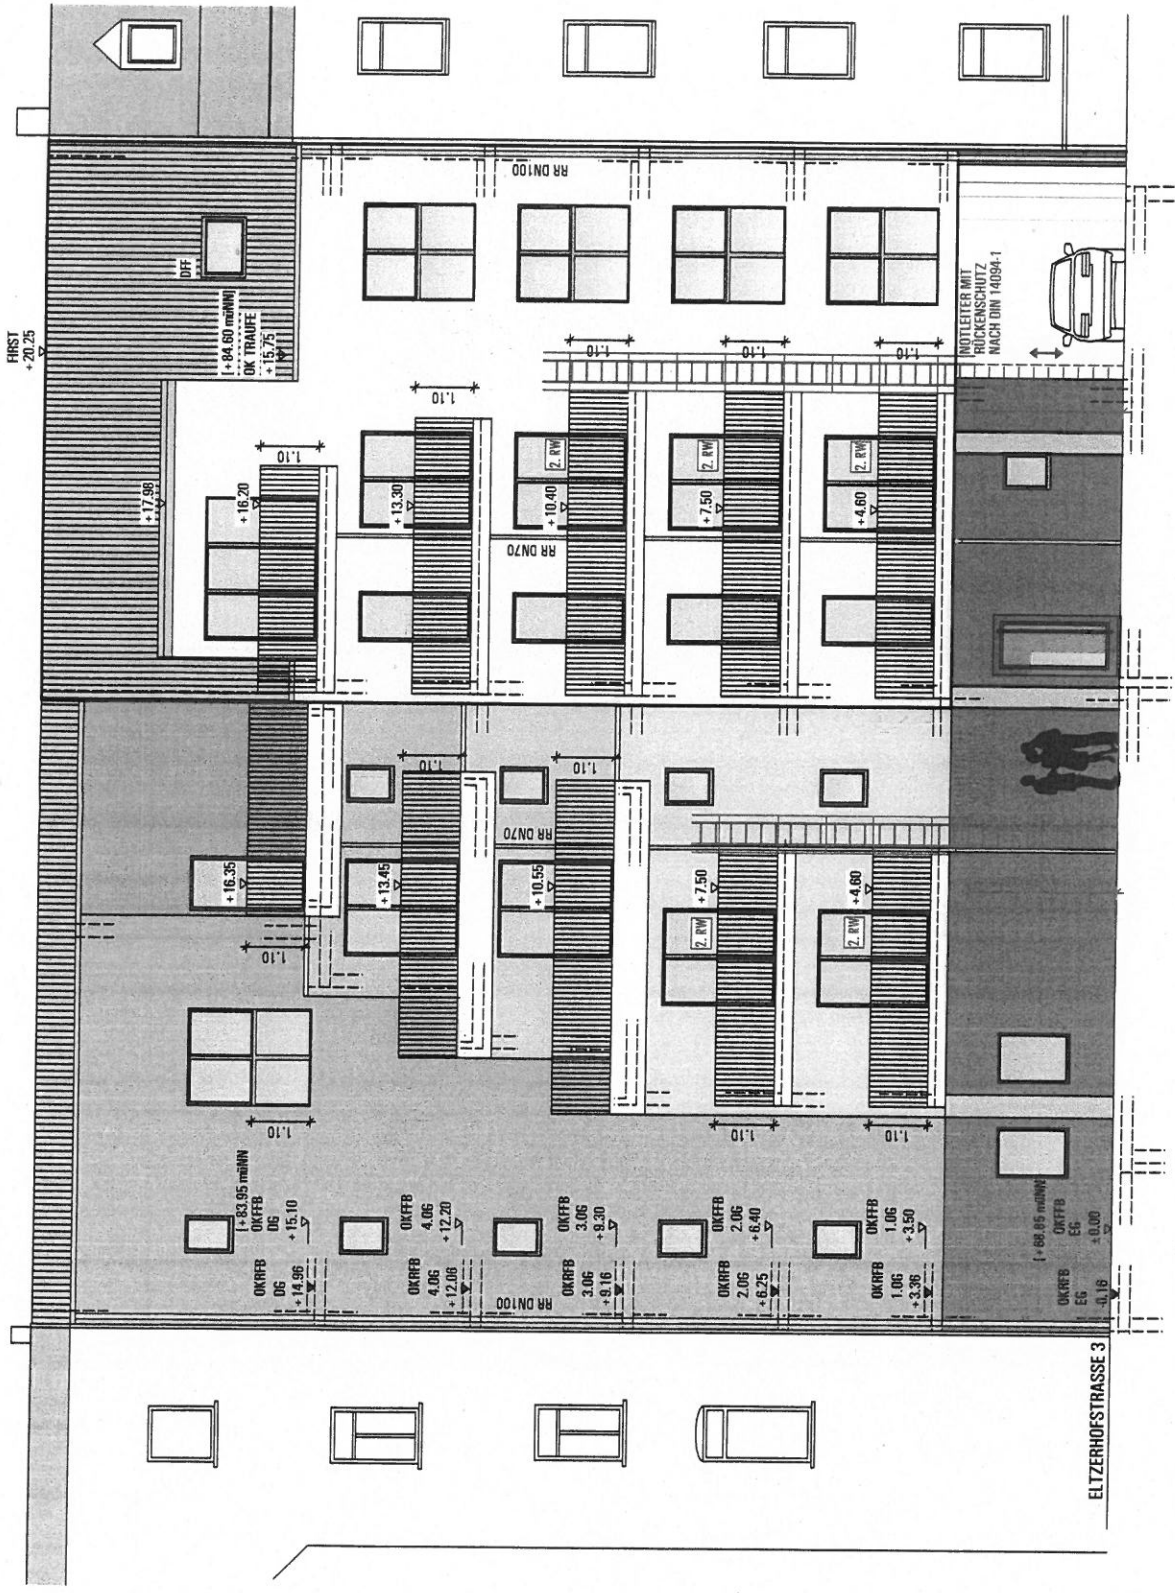 FIRST
+20.25
DFF
[+84.60 müNN]
OK TRAUFE
+15.75
+17.98
+16.20
1.10
+13.30
1.10
2. RW
+10.40
1.10
2. RW
+7.50
1.10
2. RW
+4.60
1.10
RR DN100
RR DN70
NOTLEITER MIT
RÜCKENSCHUTZ
NACH DIN 14094-1
+16.35
1.10
+13.45
1.10
RR DN70
+10.55
1.10
+7.50
2. RW
1.10
+4.60
2. RW
1.10
1.10
[+83.95 müNN
OKFFB
DG
+15.10
OKRFB
DG
+14.96
OKFFB
4.OG
+12.20
OKRFB
4.OG
+12.06
OKFFB
3.OG
+9.30
OKRFB
3.OG
+9.16
OKFFB
2.OG
+6.40
OKRFB
2.OG
+6.25
OKFFB
1.OG
+3.50
OKRFB
1.OG
+3.36
[+68.85 müNN]
OKFFB
EG
±0.00
OKRFB
EG
-0.16
RR DN100
ELTZERHOFSTRASSE 3